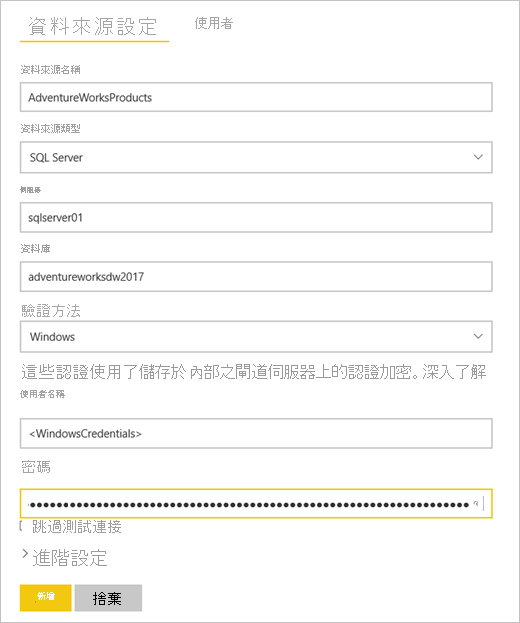 資料來源設定 使用者
資料來源名稱
AdventureWorksProducts
資料來源類型
SQL Server
伺服器
sqlserver01
資料庫
adventureworksdw2017
驗證方法
Windows
這些認證使用了儲存於 內部之閘道伺服器上的認證加密。深入了解
使用者名稱
<WindowsCredentials>
密碼
跳過測試連接
進階設定
新增 捨棄